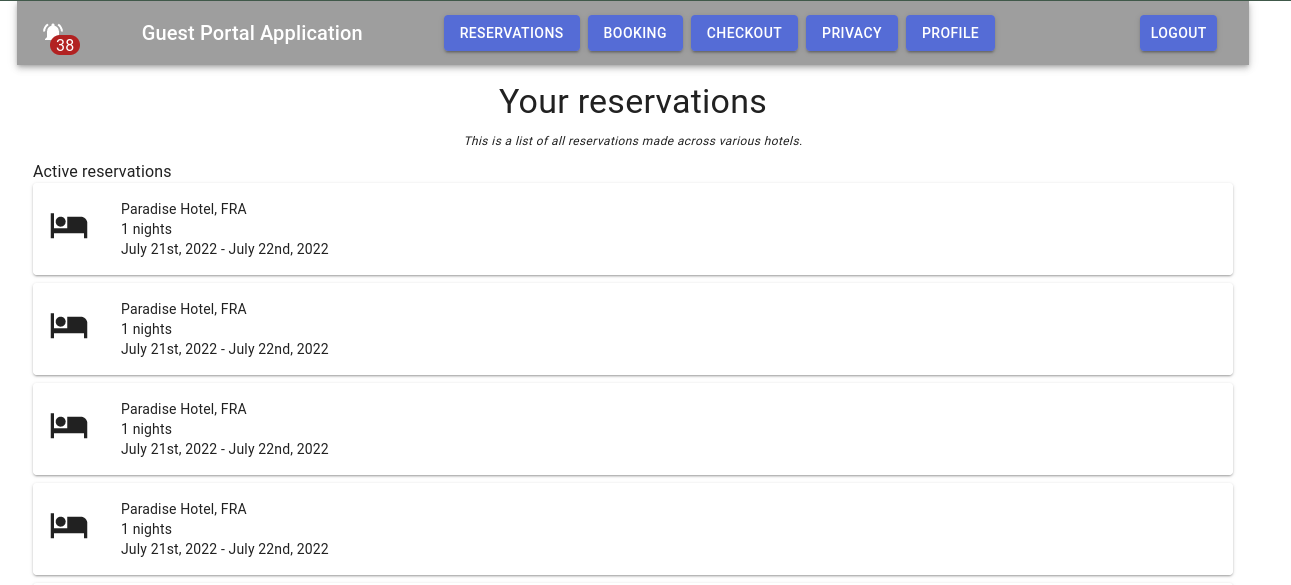 38
Guest Portal Application
RESERVATIONS
BOOKING
CHECKOUT
PRIVACY
PROFILE
LOGOUT
Your reservations
This is a list of all reservations made across various hotels.
Active reservations
Paradise Hotel, FRA
1 nights
July 21st, 2022 - July 22nd, 2022
Paradise Hotel, FRA
1 nights
July 21st, 2022 - July 22nd, 2022
Paradise Hotel, FRA
1 nights
July 21st, 2022 - July 22nd, 2022
Paradise Hotel, FRA
1 nights
July 21st, 2022 - July 22nd, 2022